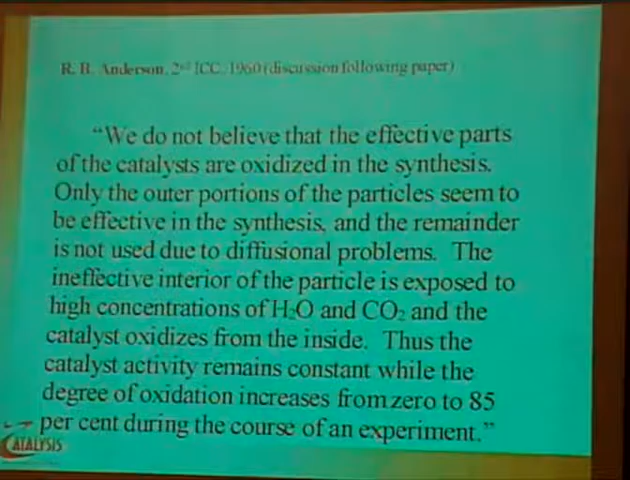 R. B. Anderson, 2nd ICC, 1960 (discussion following paper)
“We do not believe that the effective parts
of the catalysts are oxidized in the synthesis.
Only the outer portions of the particles seem to
be effective in the synthesis, and the remainder
is not used due to diffusional problems. The
ineffective interior of the particle is exposed to
high concentrations of H₂O and CO₂ and the
catalyst oxidizes from the inside. Thus the
catalyst activity remains constant while the
degree of oxidation increases from zero to 85
per cent during the course of an experiment.”
CATALYSIS